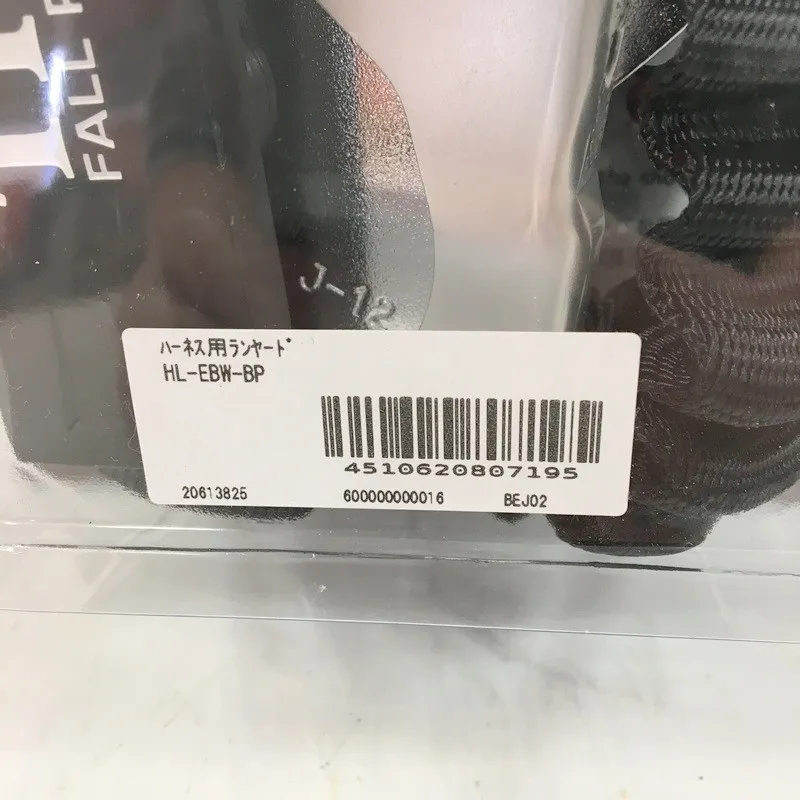 FALL
J-12
ﾊｰﾈｽ用ﾗﾝﾔｰﾄﾞ
HL-EBW-BP
4510620807195
20613825 600000000016 BEJ02